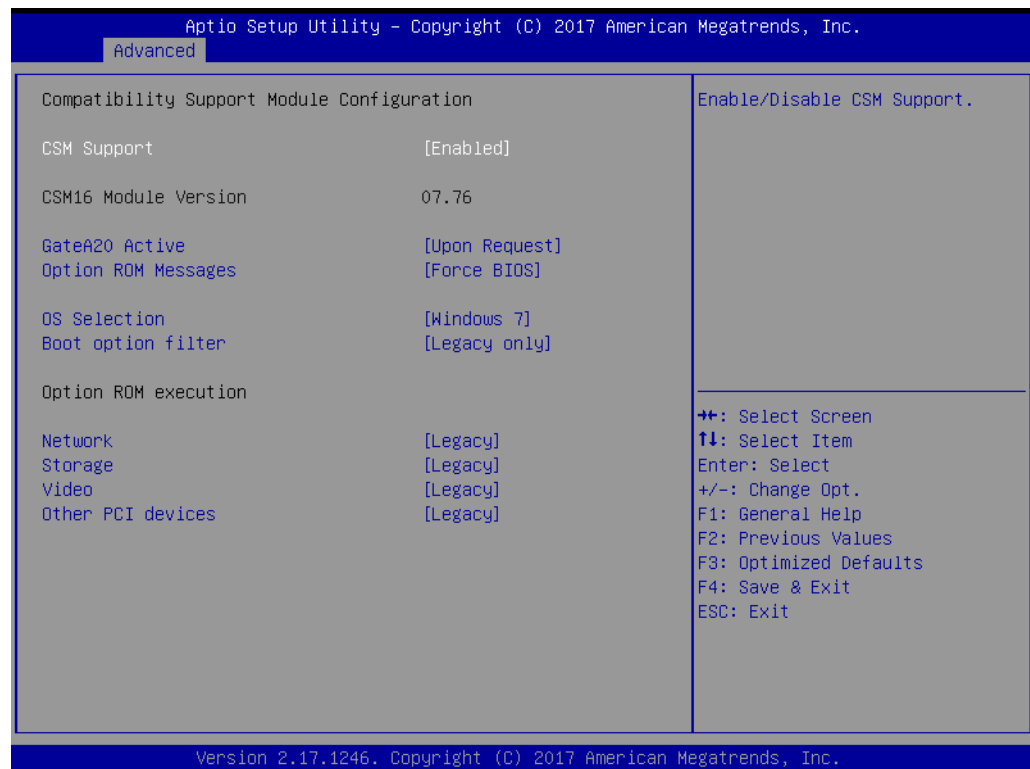 Aptio Setup Utility – Copyright (C) 2017 American Megatrends, Inc.
Advanced
Compatibility Support Module Configuration
CSM Support [Enabled]
CSM16 Module Version 07.76
GateA20 Active [Upon Request]
Option ROM Messages [Force BIOS]
OS Selection [Windows 7]
Boot option filter [Legacy only]
Option ROM execution
Network [Legacy]
Storage [Legacy]
Video [Legacy]
Other PCI devices [Legacy]
Enable/Disable CSM Support.
→←: Select Screen
↑↓: Select Item
Enter: Select
+/-: Change Opt.
F1: General Help
F2: Previous Values
F3: Optimized Defaults
F4: Save & Exit
ESC: Exit
Version 2.17.1246. Copyright (C) 2017 American Megatrends, Inc.